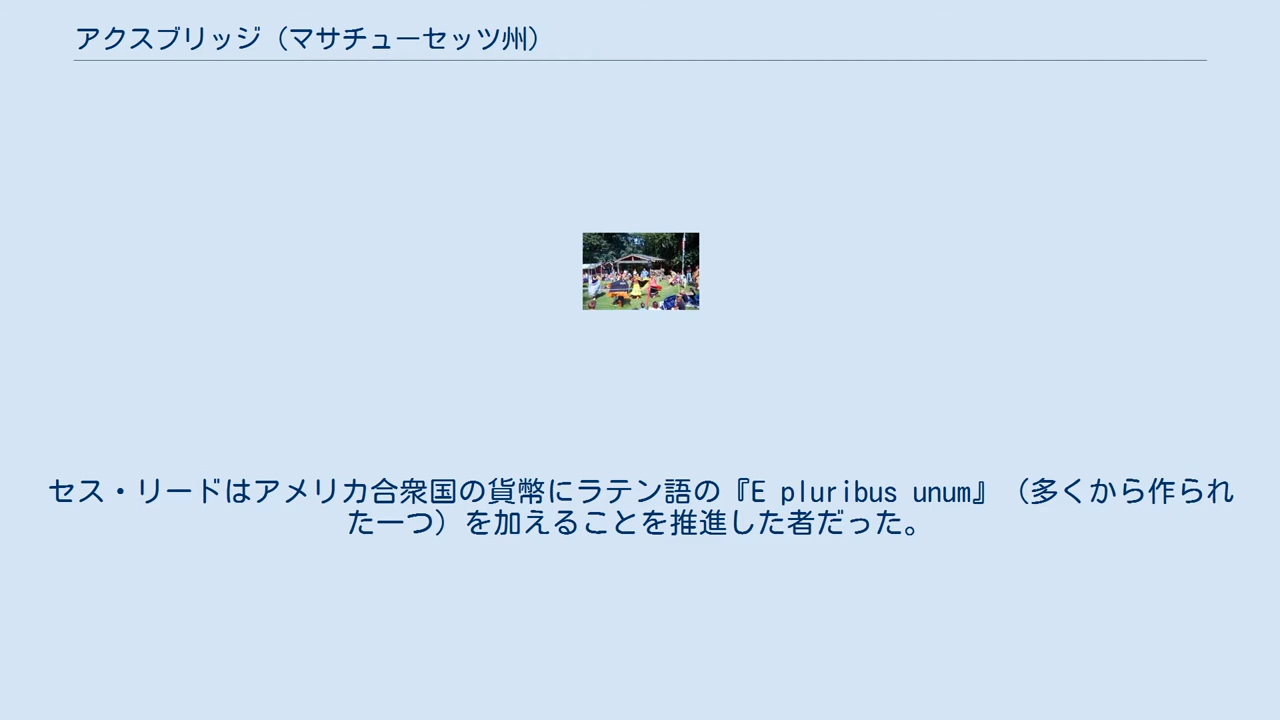 アクスブリッジ（マサチューセッツ州）
セス・リードはアメリカ合衆国の貨幣にラテン語の『E pluribus unum』（多くから作られ
た一つ）を加えることを推進した者だった。